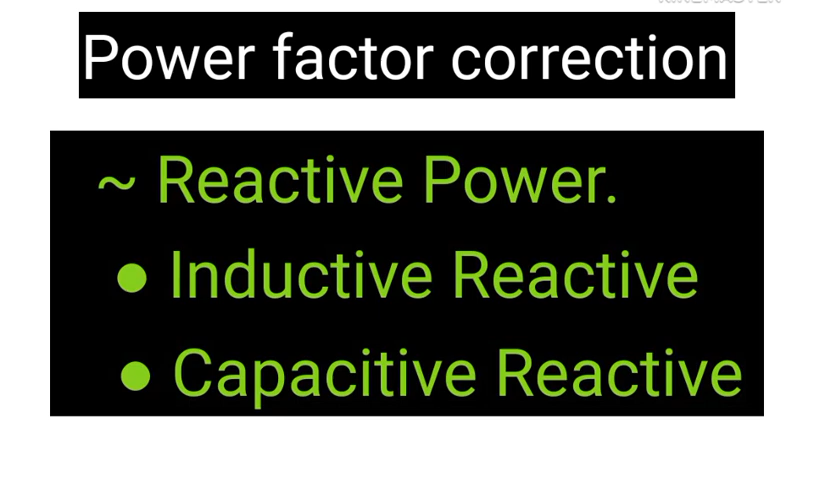 Power factor correction
~ Reactive Power.
● Inductive Reactive
● Capacitive Reactive